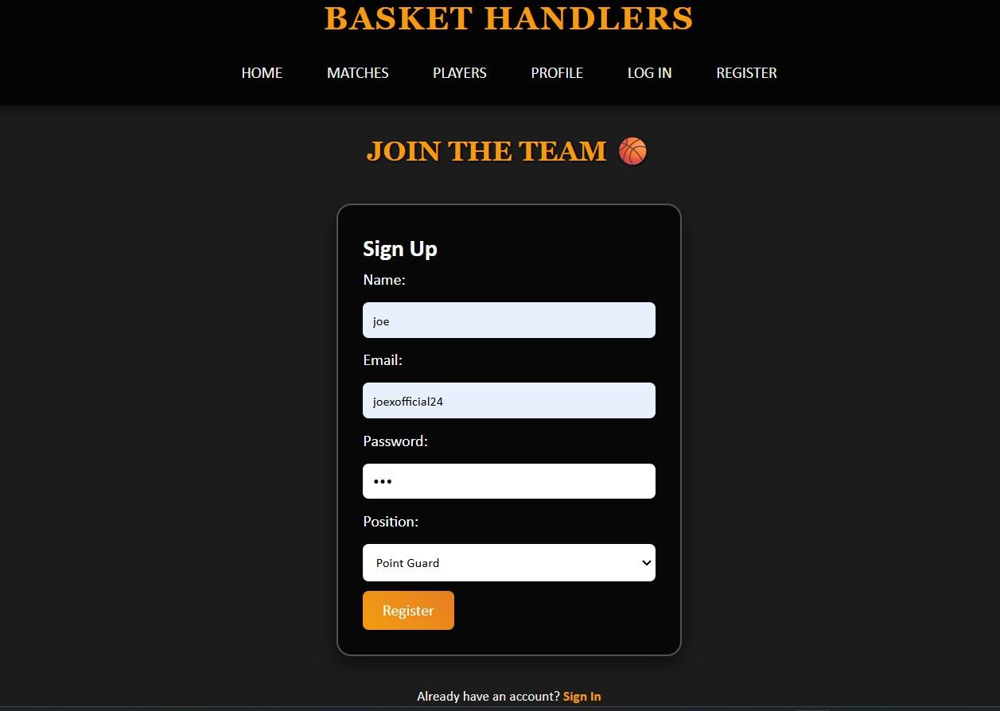 BASKET HANDLERS
HOME MATCHES PLAYERS PROFILE LOG IN REGISTER
JOIN THE TEAM 🏀
Sign Up
Name:
joe
Email:
joexofficial24
Password:
•••
Position:
Point Guard
Register
Already have an account? Sign In